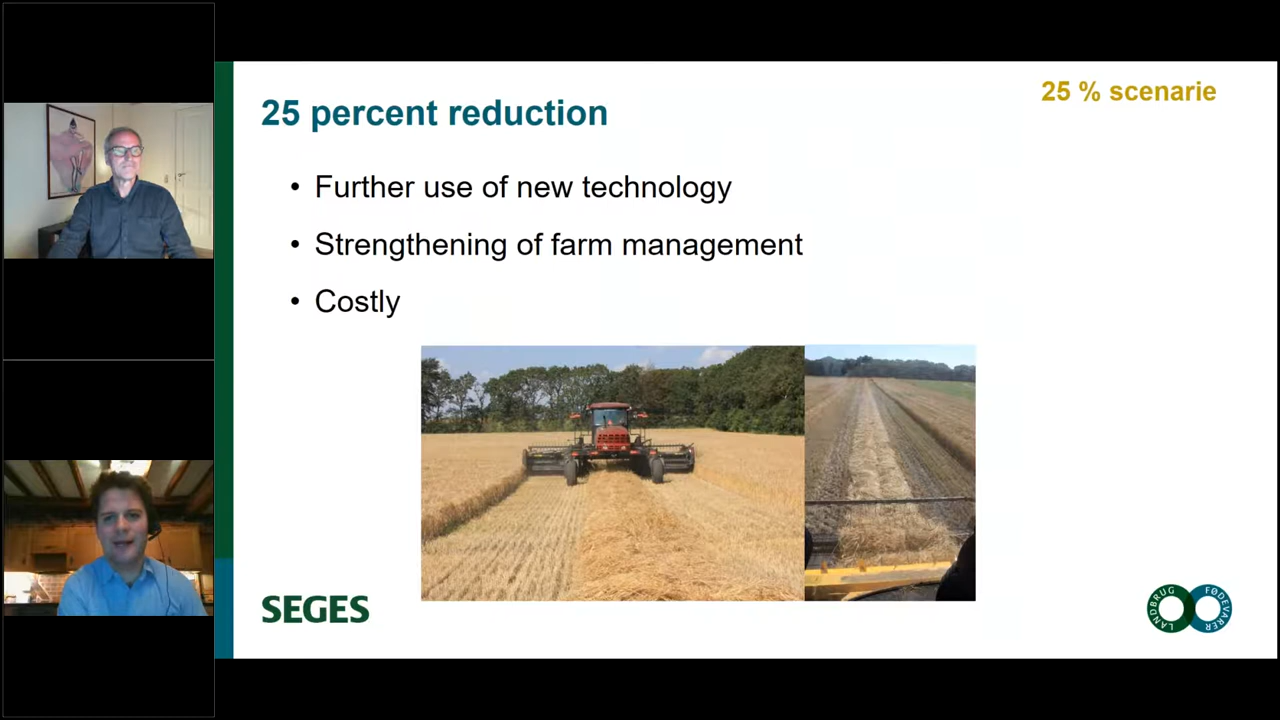 25 % scenarie
25 percent reduction
• Further use of new technology
• Strengthening of farm management
• Costly
SEGES
LANDBRUG FØDEVARER